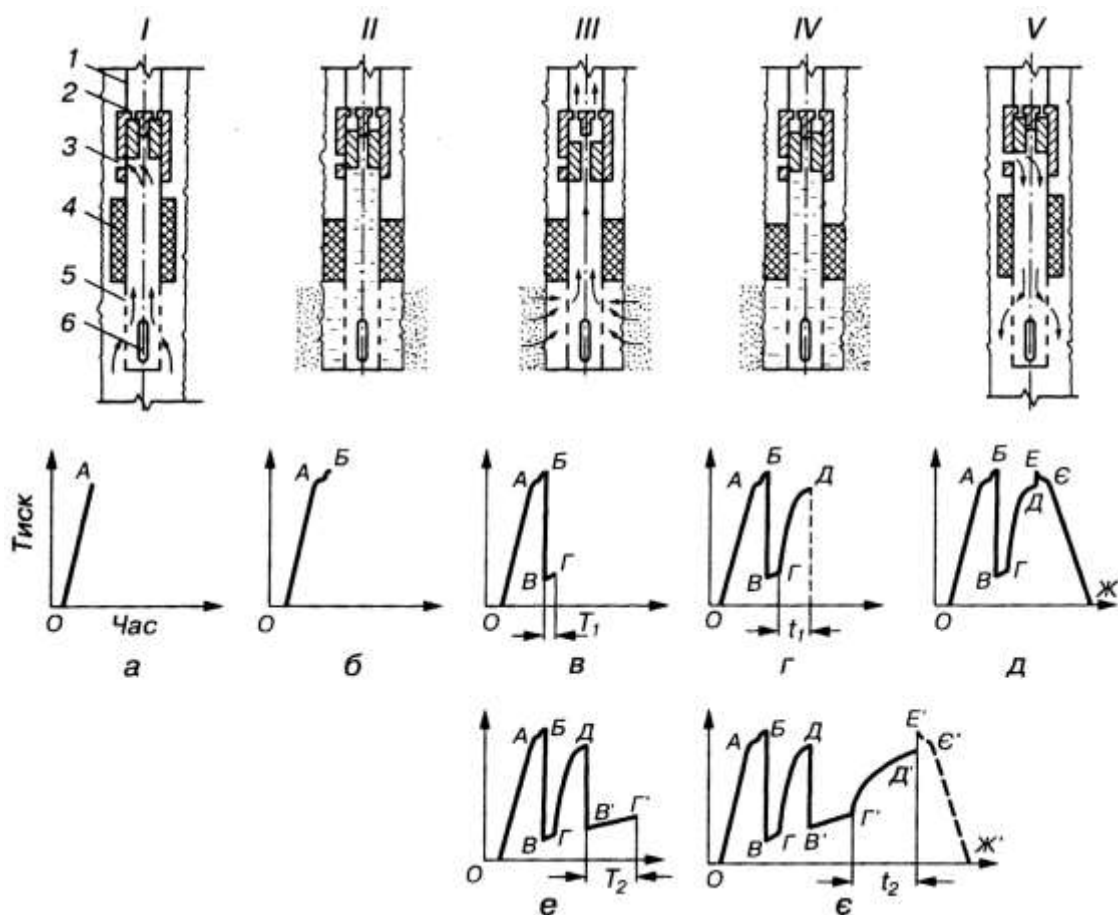 I II III IV V
1
2
3
4
5
6
Тиск
А
О Час
а
А Б
О
б
А Б
В Г
О T₁
в
А Б Д
В Г
О t₁
г
А Б Е Є
Д
В Г
О Ж
д
А Б Д
В' Г'
В Г
О T₂
е
А Б Д Е' Є'
Д'
В Г В' Г'
О t₂ Ж'
є